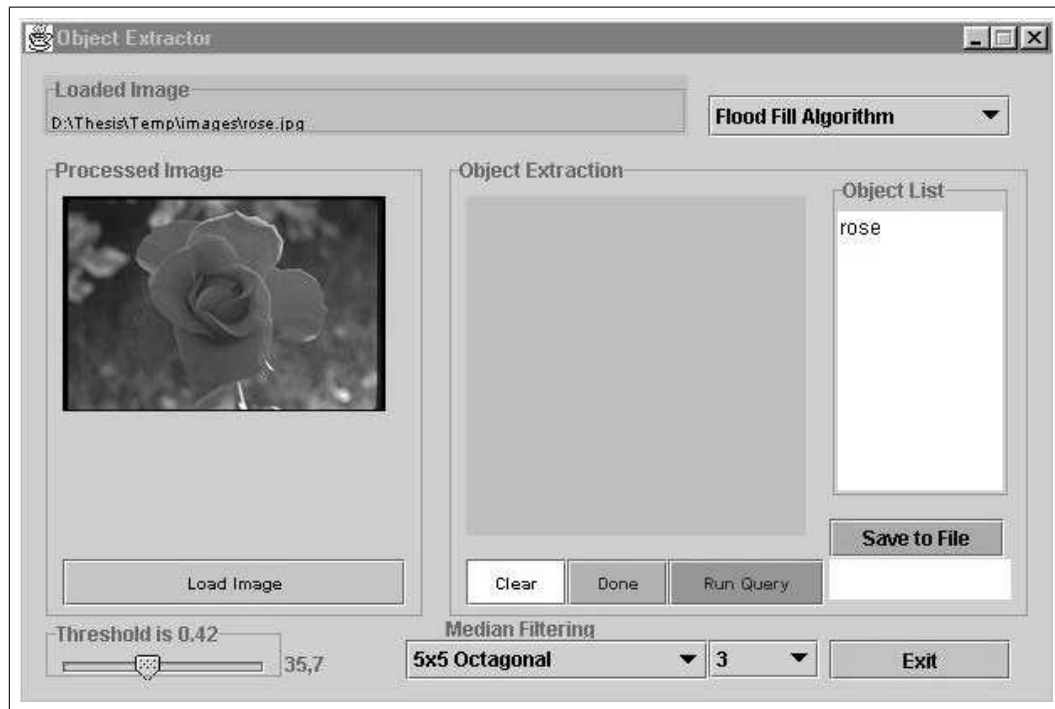 Object Extractor
Loaded Image
D:\Thesis\Temp\images\rose.jpg
Flood Fill Algorithm
Processed Image
Object Extraction
Object List
rose
Save to File
Load Image
Clear
Done
Run Query
Threshold is 0.42
35,7
Median Filtering
5x5 Octagonal
3
Exit